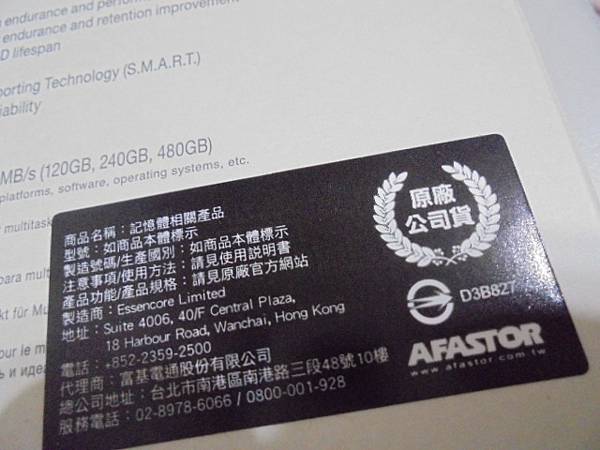 endurance and perform
endurance and retention improvement
D lifespan
orting Technology (S.M.A.R.T.)
iability
MB/s (120GB, 240GB, 480GB)
platforms, software, operating systems, etc.
multitask
para mult
kt für Mu
our le m
商品名稱：記憶體相關產品
型號：如商品本體標示
製造號碼/生產國別：如商品本體標示
注意事項/使用方法：請見使用說明書
產品功能/產品規格：請見原廠官方網站
製造商：Essencore Limited
地址：Suite 4006, 40/F Central Plaza,
18 Harbour Road, Wanchai, Hong Kong
電話：+852-2359-2500
代理商：富基電通股份有限公司
總公司地址：台北市南港區南港路三段48號10樓
服務電話：02-8978-6066 / 0800-001-928
原廠
公司貨
D3B827
AFASTOR
www.afastor.com.tw